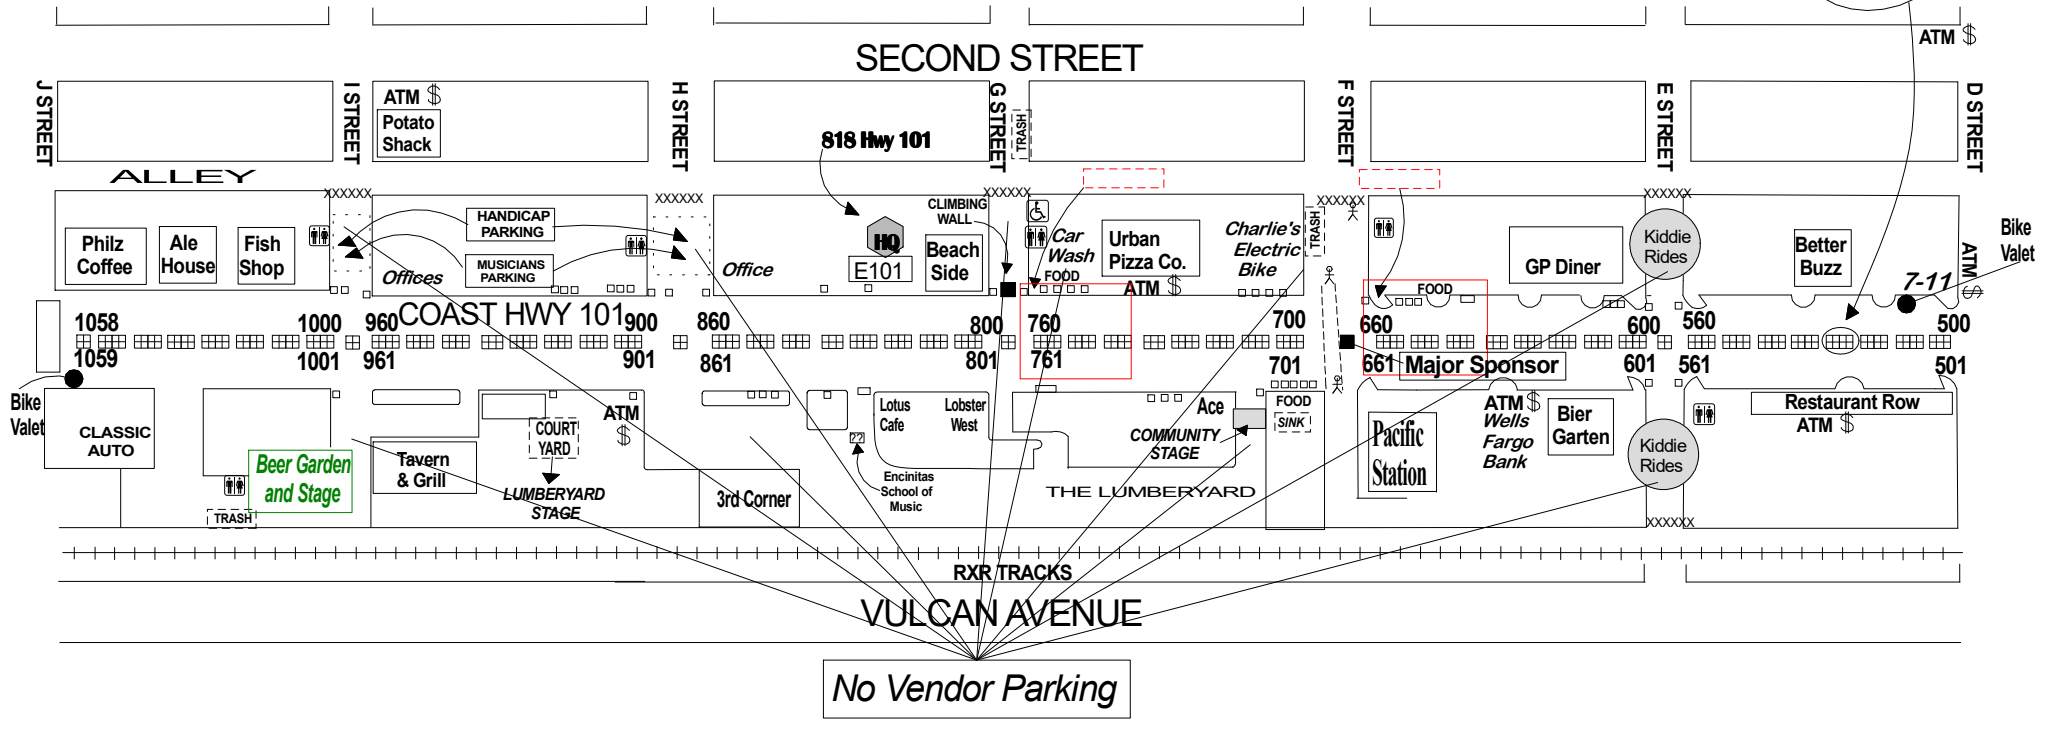 ATM $
SECOND STREET
J STREET
I STREET
H STREET
G STREET
F STREET
E STREET
D STREET
ATM $
Potato
Shack
TRASH
818 Hwy 101
ALLEY
XXXXXX
XXXXXX
XXXXXX
XXXXXX
XXXXXX
Philz
Coffee
Ale
House
Fish
Shop
HANDICAP
PARKING
MUSICIANS
PARKING
Offices
Office
HQ
E101
CLIMBING
WALL
Beach
Side
Car
Wash
FOOD
Urban
Pizza Co.
ATM $
Charlie's
Electric
Bike
TRASH
FOOD
GP Diner
Kiddie
Rides
Better
Buzz
7-11
ATM $
Bike
Valet
COAST HWY 101
1058
1000
960
900
860
800
760
700
660
600
560
500
1059
1001
961
901
861
801
761
701
661
601
561
501
Major Sponsor
Bike
Valet
CLASSIC
AUTO
Beer Garden
and Stage
TRASH
Tavern
& Grill
COURT
YARD
LUMBERYARD
STAGE
ATM
$
3rd Corner
??
Encinitas
School of
Music
Lotus
Cafe
Lobster
West
Ace
COMMUNITY
STAGE
THE LUMBERYARD
FOOD
SINK
Pacific
Station
ATM $
Wells
Fargo
Bank
Bier
Garten
Kiddie
Rides
XXXXXX
Restaurant Row
ATM $
RXR TRACKS
VULCAN AVENUE
No Vendor Parking